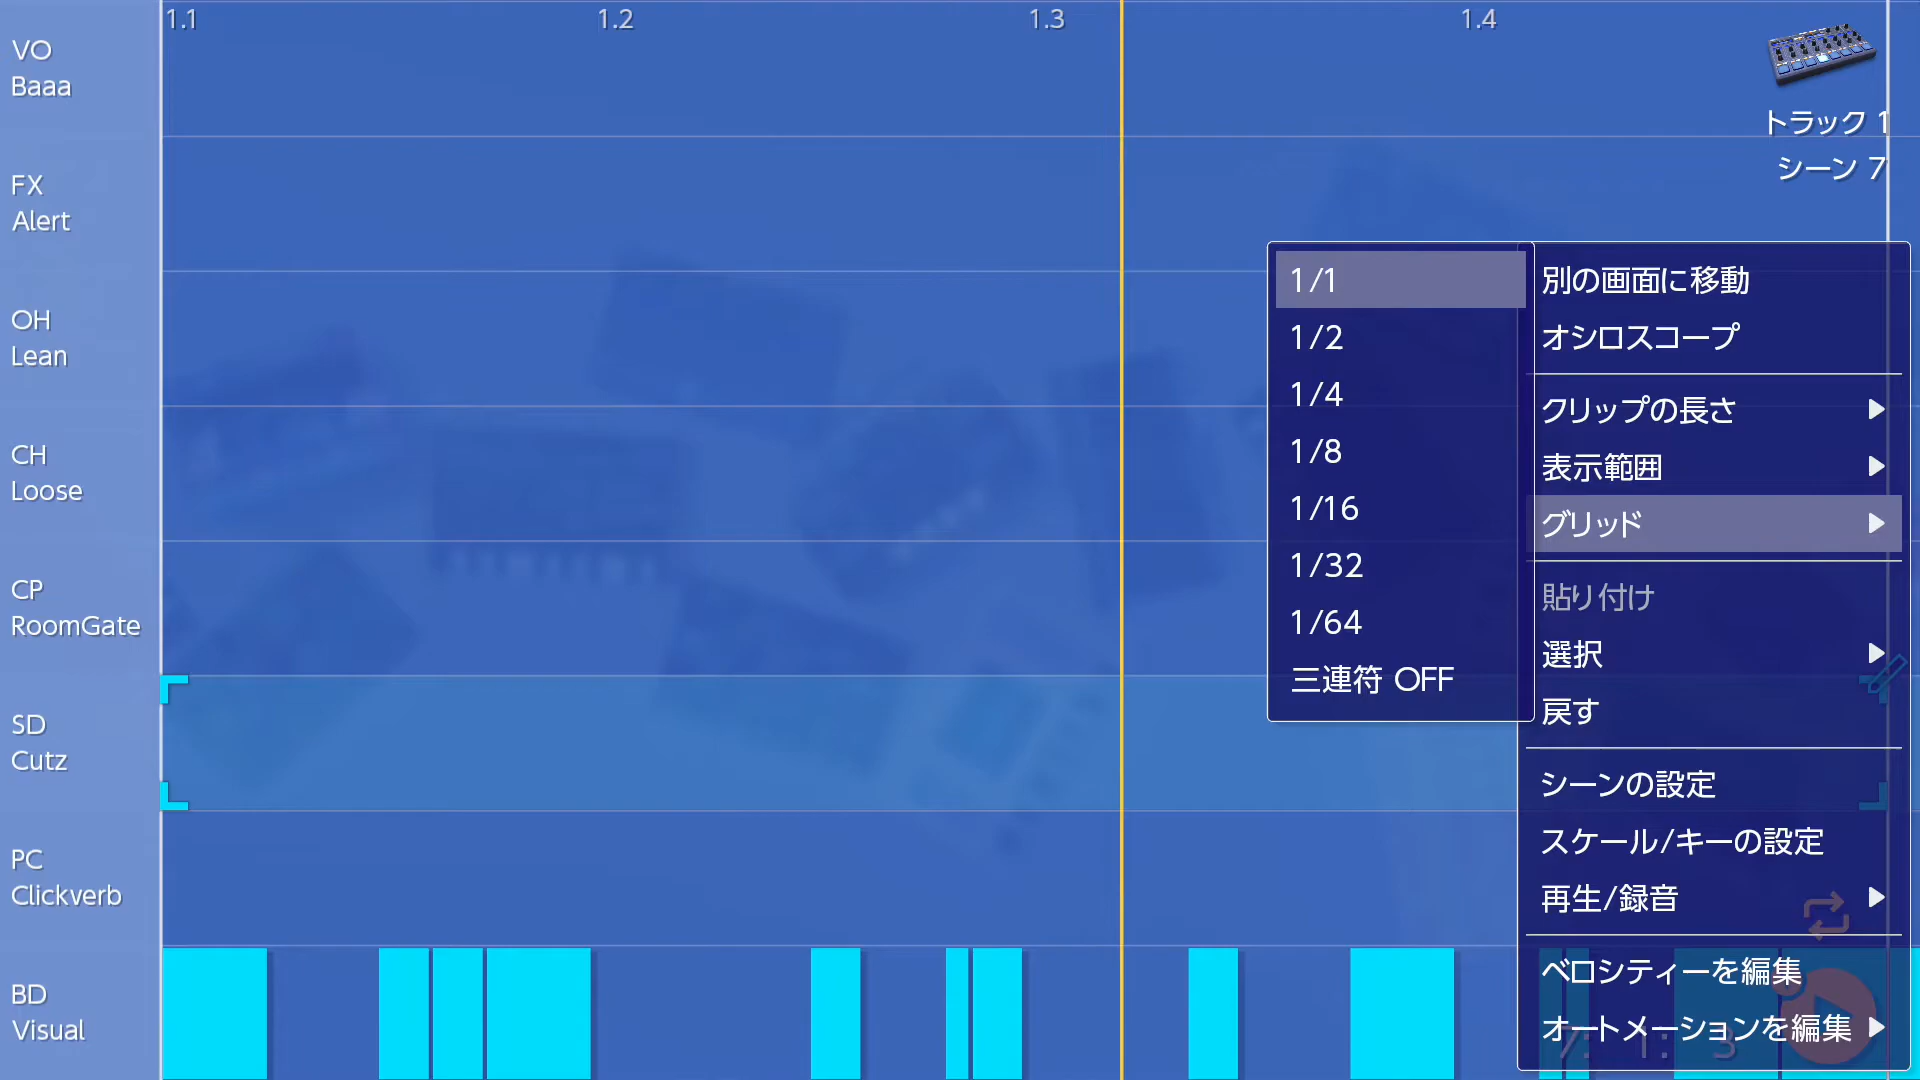 1.1
1.2
1.3
1.4
VO
Baaa
FX
Alert
OH
Lean
CH
Loose
CP
RoomGate
SD
Cutz
PC
Clickverb
BD
Visual
トラック 1
シーン 7
1/1
1/2
1/4
1/8
1/16
1/32
1/64
三連符 OFF
別の画面に移動
オシロスコープ
クリップの長さ
表示範囲
グリッド
貼り付け
選択
戻す
シーンの設定
スケール/キーの設定
再生/録音
ベロシティーを編集
オートメーションを編集
7: 1: 3